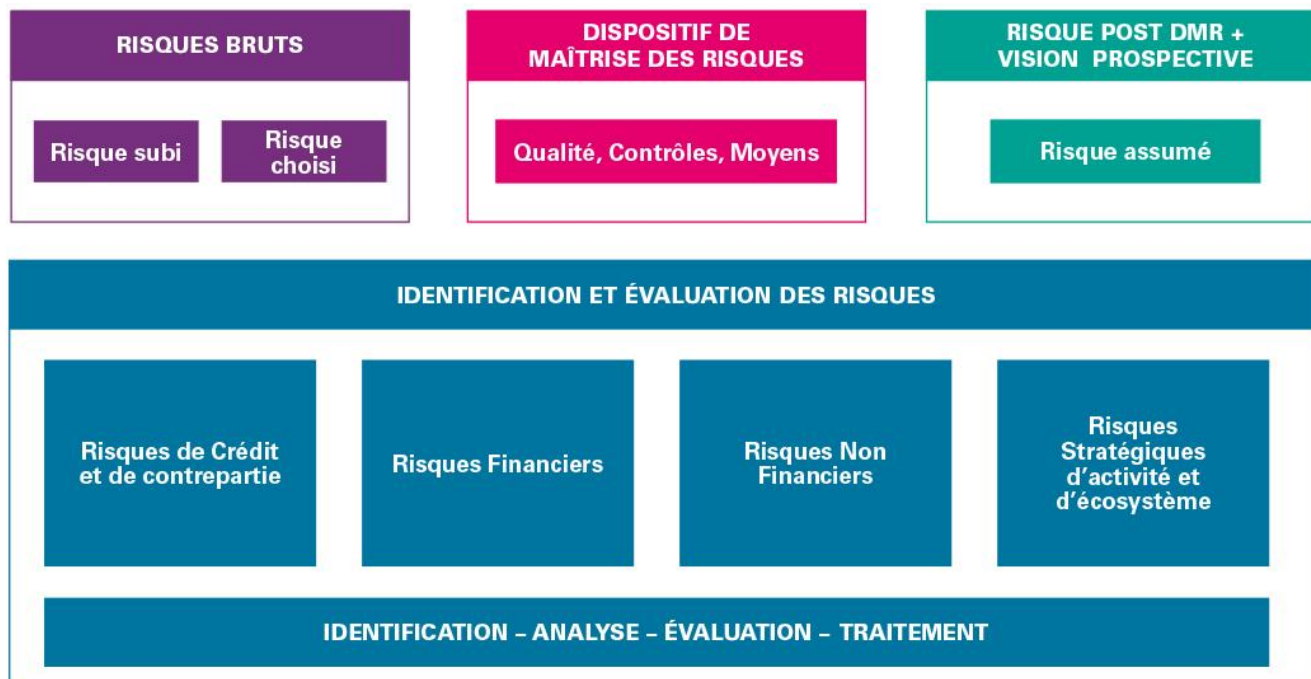 RISQUES BRUTS
Risque subi
Risque
choisi
DISPOSITIF DE
MAÎTRISE DES RISQUES
Qualité, Contrôles, Moyens
RISQUE POST DMR +
VISION PROSPECTIVE
Risque assumé
IDENTIFICATION ET ÉVALUATION DES RISQUES
Risques de Crédit
et de contrepartie
Risques Financiers
Risques Non
Financiers
Risques
Stratégiques
d’activité et
d’écosystème
IDENTIFICATION – ANALYSE – ÉVALUATION – TRAITEMENT